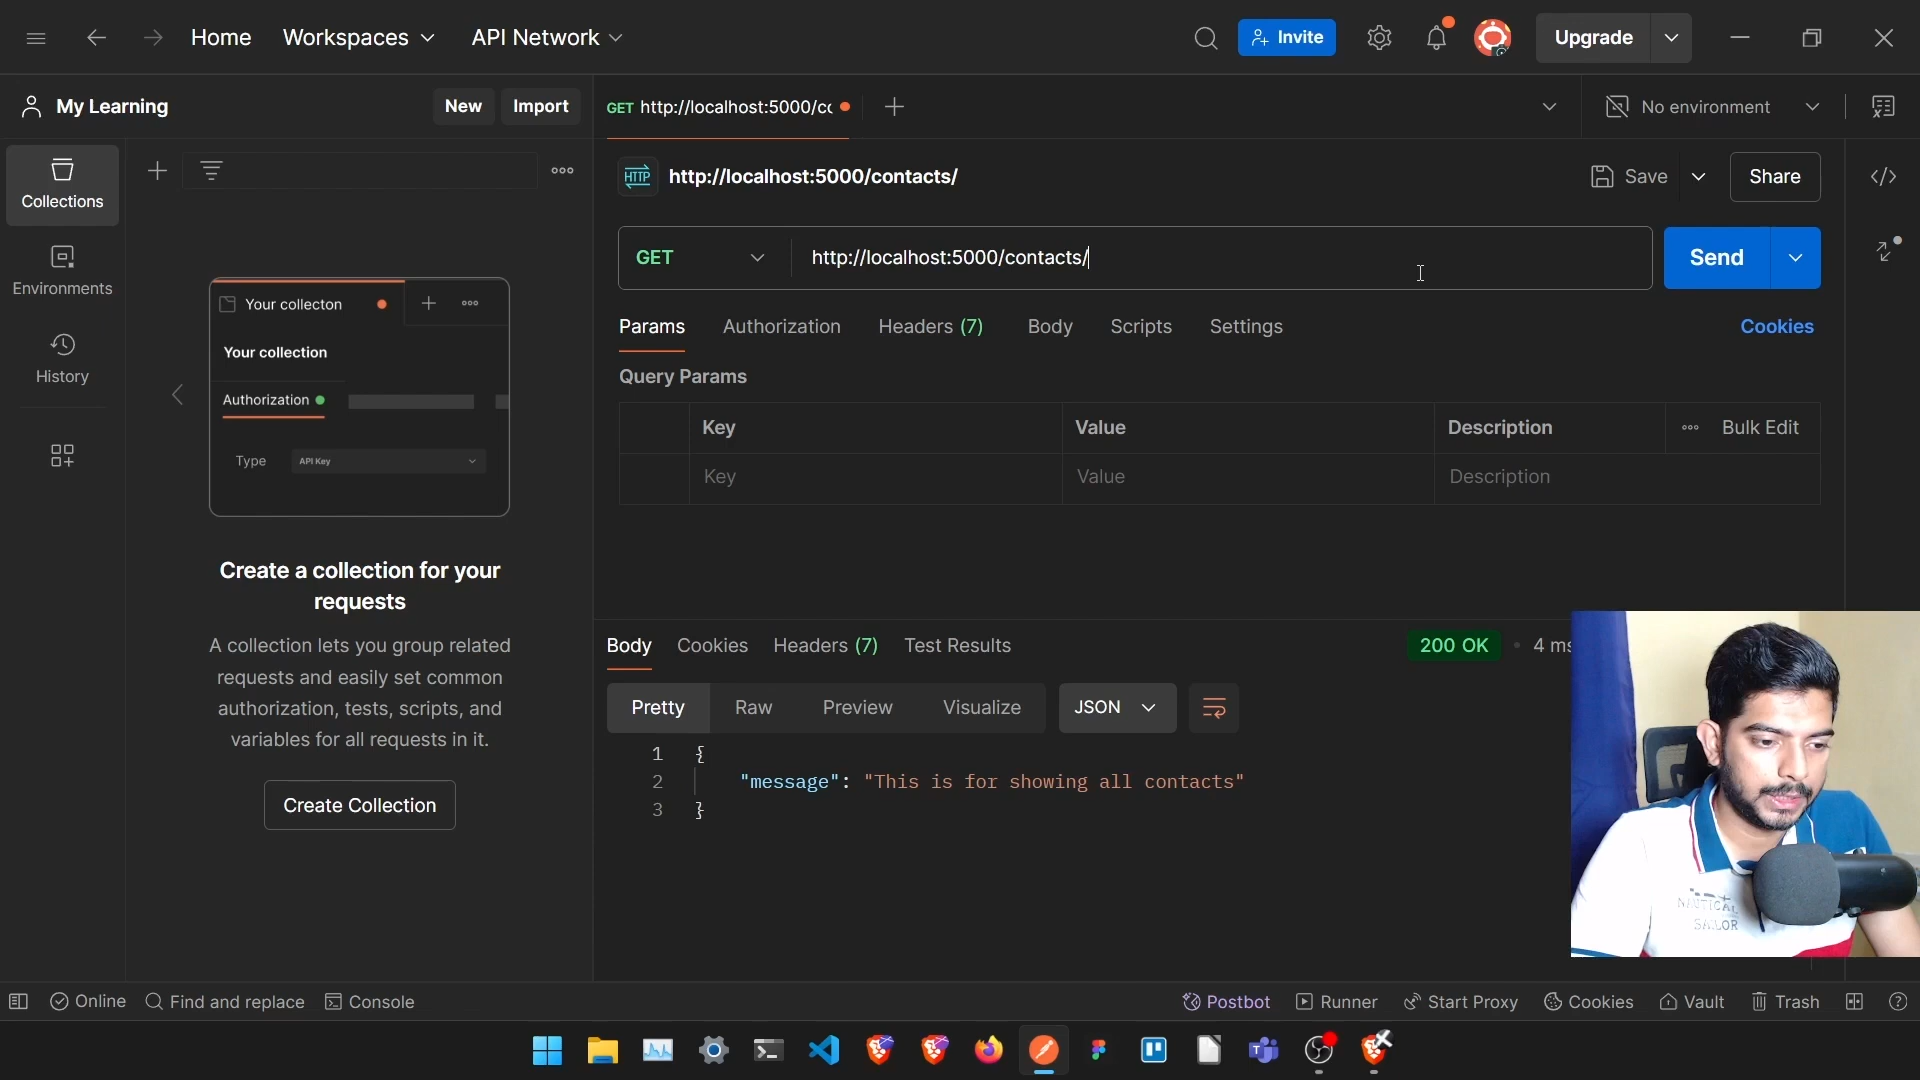 Home Workspaces API Network Invite Upgrade
My Learning New Import GET http://localhost:5000/cc No environment
HTTP http://localhost:5000/contacts/ Save Share
Collections
GET http://localhost:5000/contacts/ Send
Environments
Params Authorization Headers (7) Body Scripts Settings Cookies
History
Query Params
Key Value Description Bulk Edit
Key Value Description
Your collecton
Your collection
Authorization
Type API Key
Create a collection for your
requests
A collection lets you group related
requests and easily set common
authorization, tests, scripts, and
variables for all requests in it.
Create Collection
Body Cookies Headers (7) Test Results 200 OK • 4 ms
Pretty Raw Preview Visualize JSON
1 {
2 "message": "This is for showing all contacts"
3 }
NAUTICAL
SAILOR
Online Find and replace Console Postbot Runner Start Proxy Cookies Vault Trash